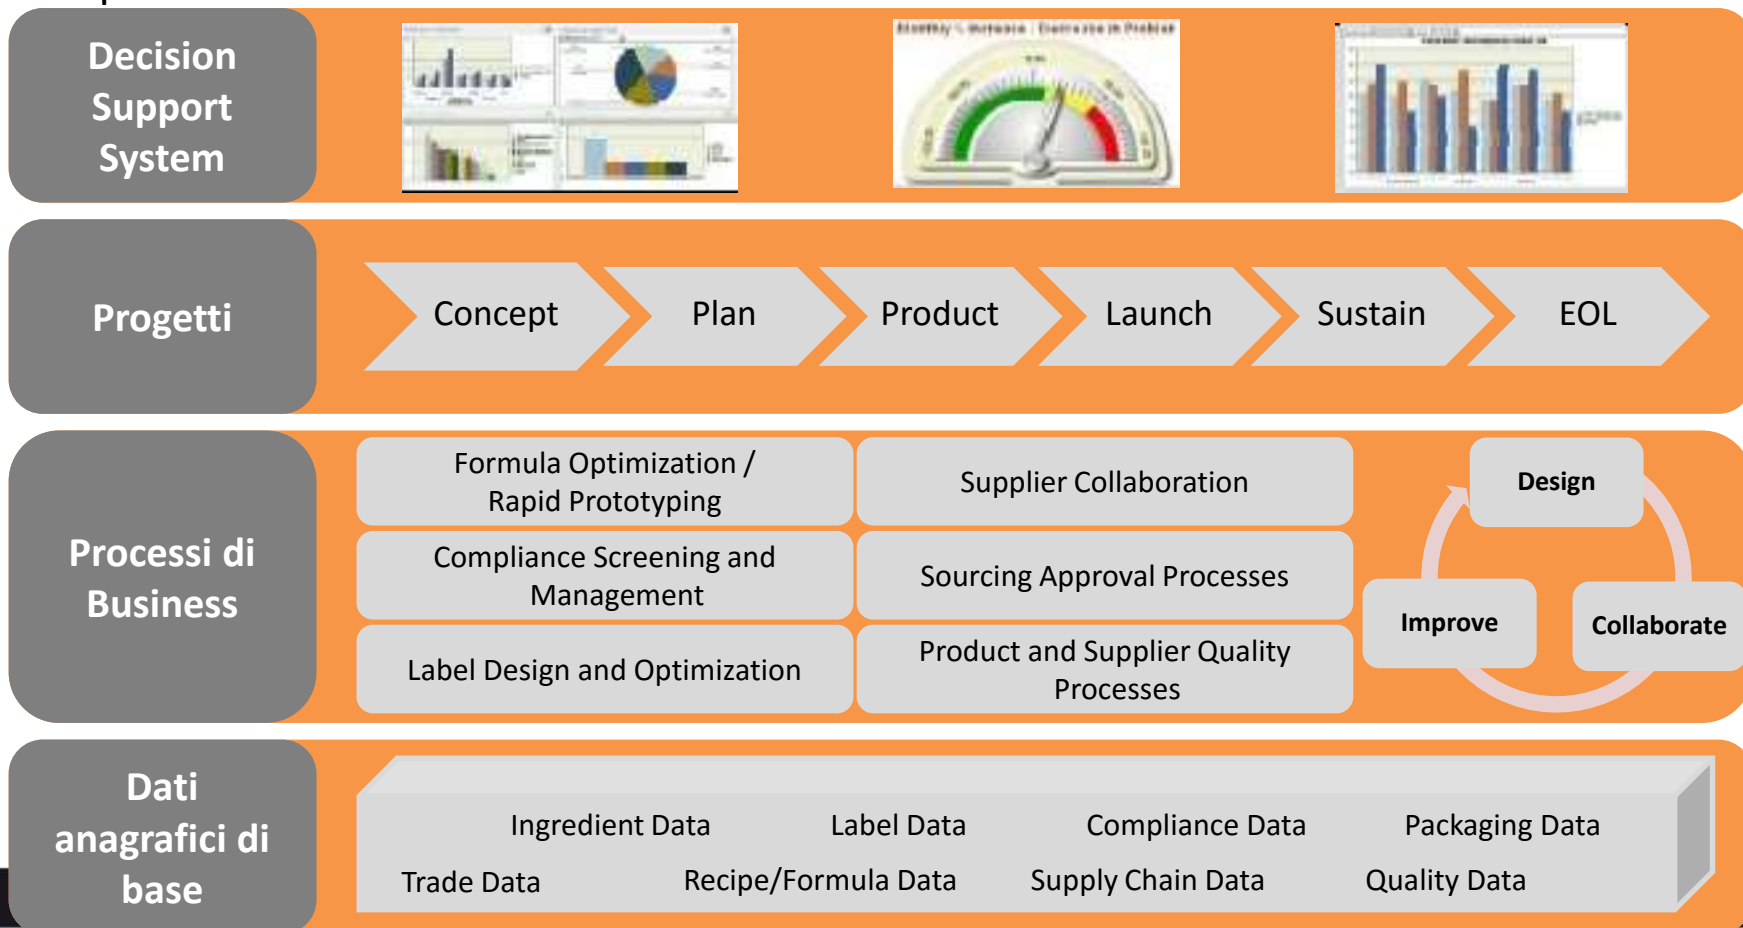 Decision
Support
System
Progetti
Concept
Plan
Product
Launch
Sustain
EOL
Processi di
Business
Formula Optimization /
Rapid Prototyping
Supplier Collaboration
Compliance Screening and
Management
Sourcing Approval Processes
Label Design and Optimization
Product and Supplier Quality
Processes
Design
Improve
Collaborate
Dati
anagrafici di
base
Ingredient Data
Label Data
Compliance Data
Packaging Data
Trade Data
Recipe/Formula Data
Supply Chain Data
Quality Data